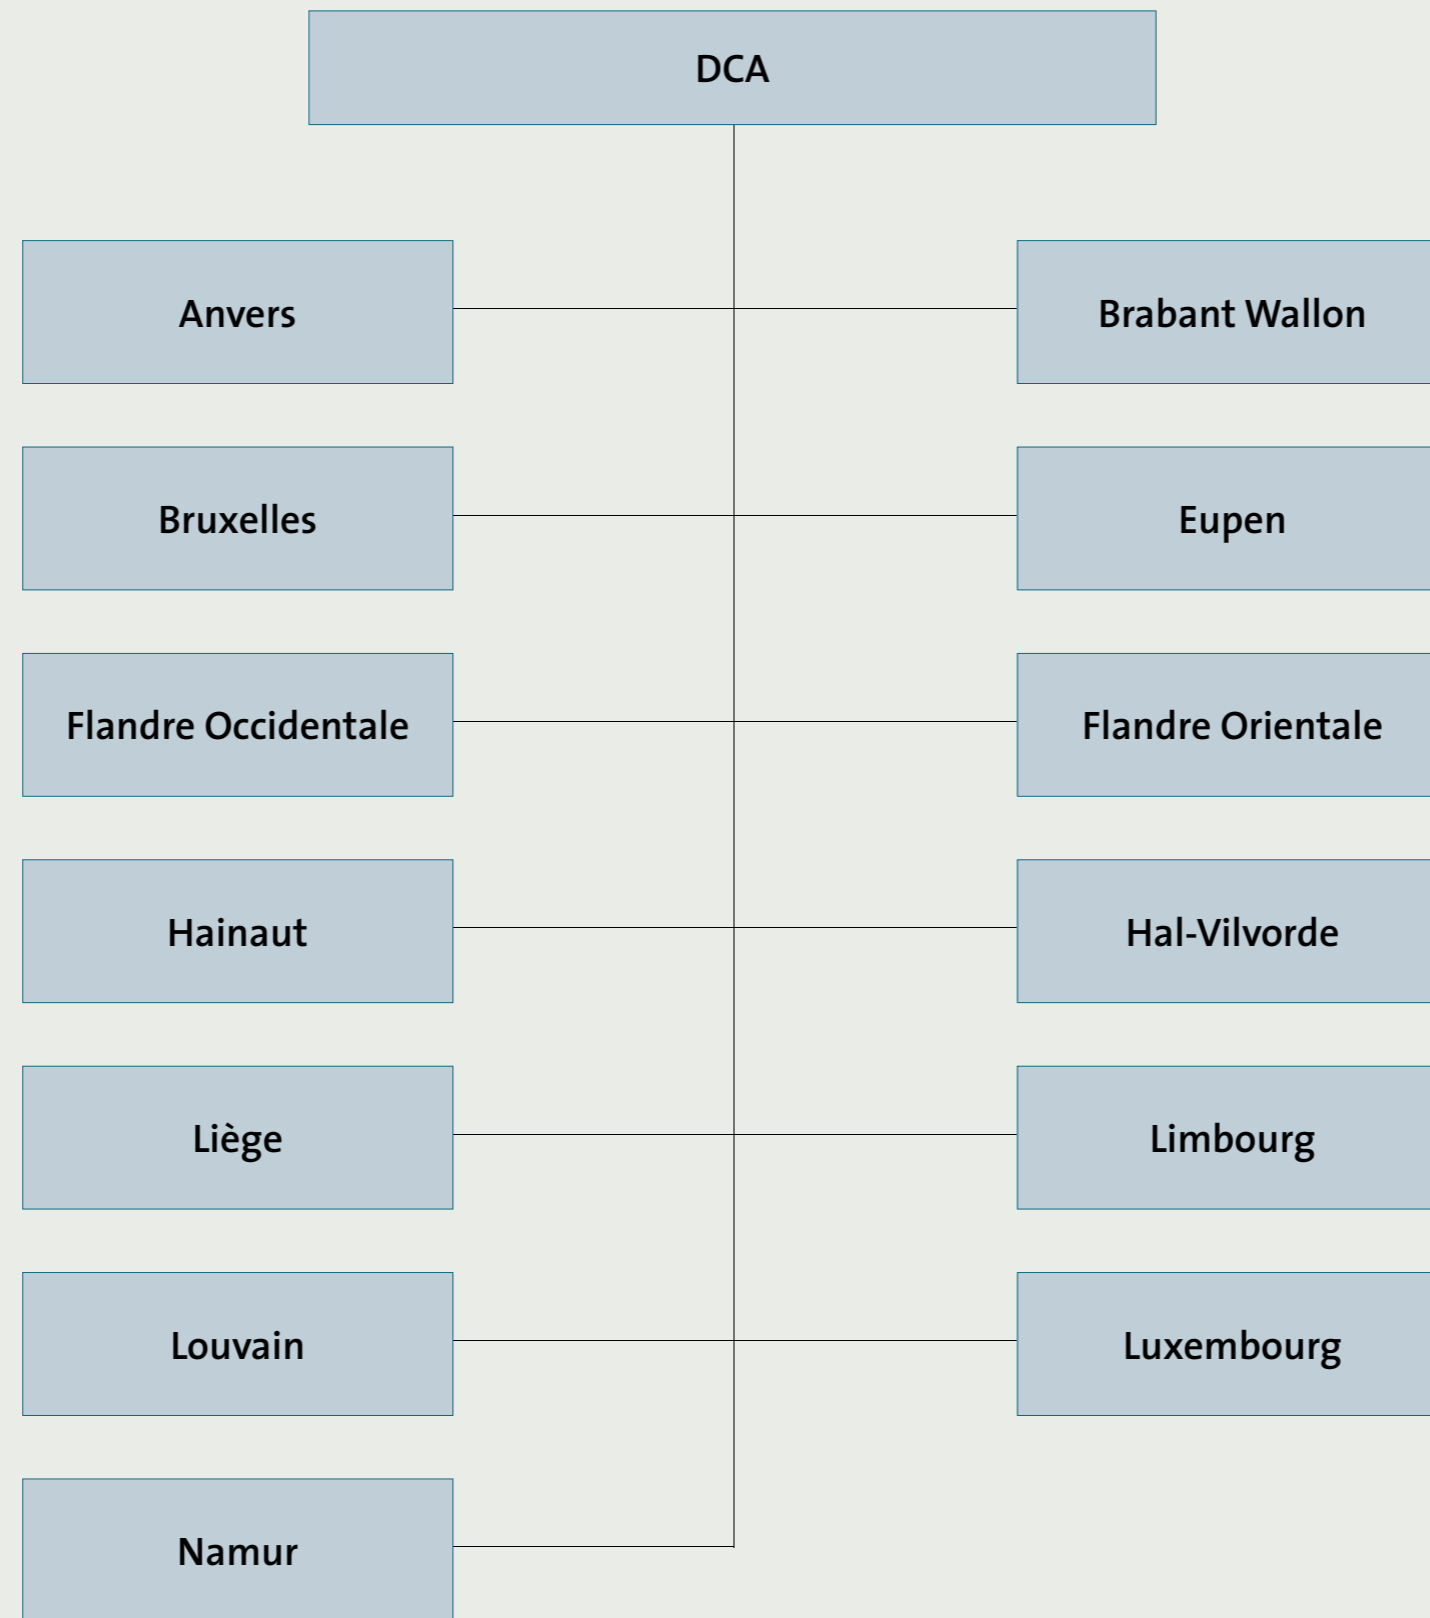 DCA
Anvers
Brabant Wallon
Bruxelles
Eupen
Flandre Occidentale
Flandre Orientale
Hainaut
Hal-Vilvorde
Liège
Limbourg
Louvain
Luxembourg
Namur